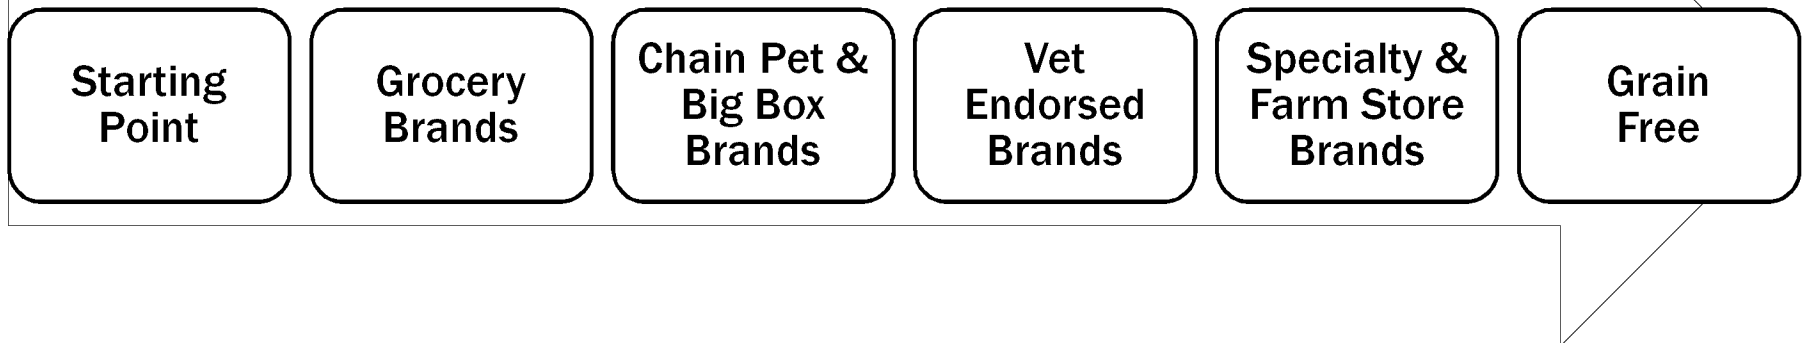 Starting
Point
Grocery
Brands
Chain Pet &
Big Box
Brands
Vet
Endorsed
Brands
Specialty &
Farm Store
Brands
Grain
Free